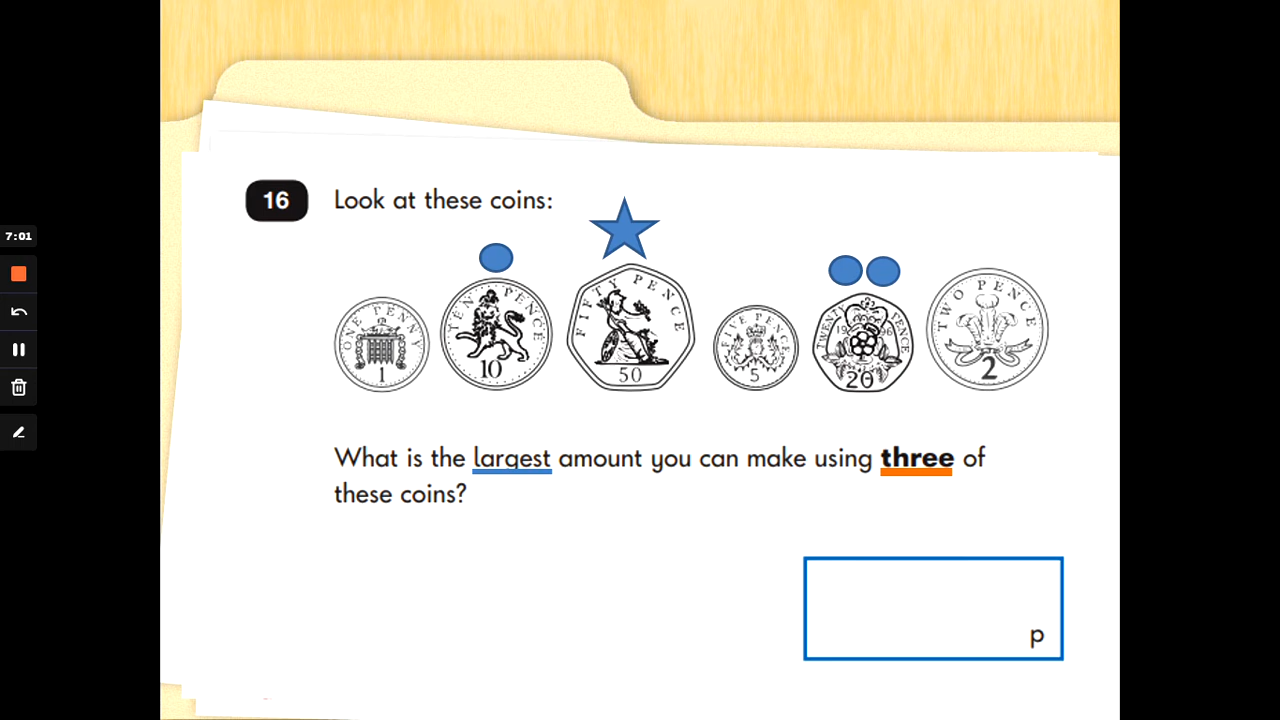 7:01
16 Look at these coins:
ONE PENNY 1
TEN PENCE 10
FIFTY PENCE 50
FIVE PENCE 5
TWENTY PENCE 1996 20
TWO PENCE 2
What is the largest amount you can make using three of
these coins?
p